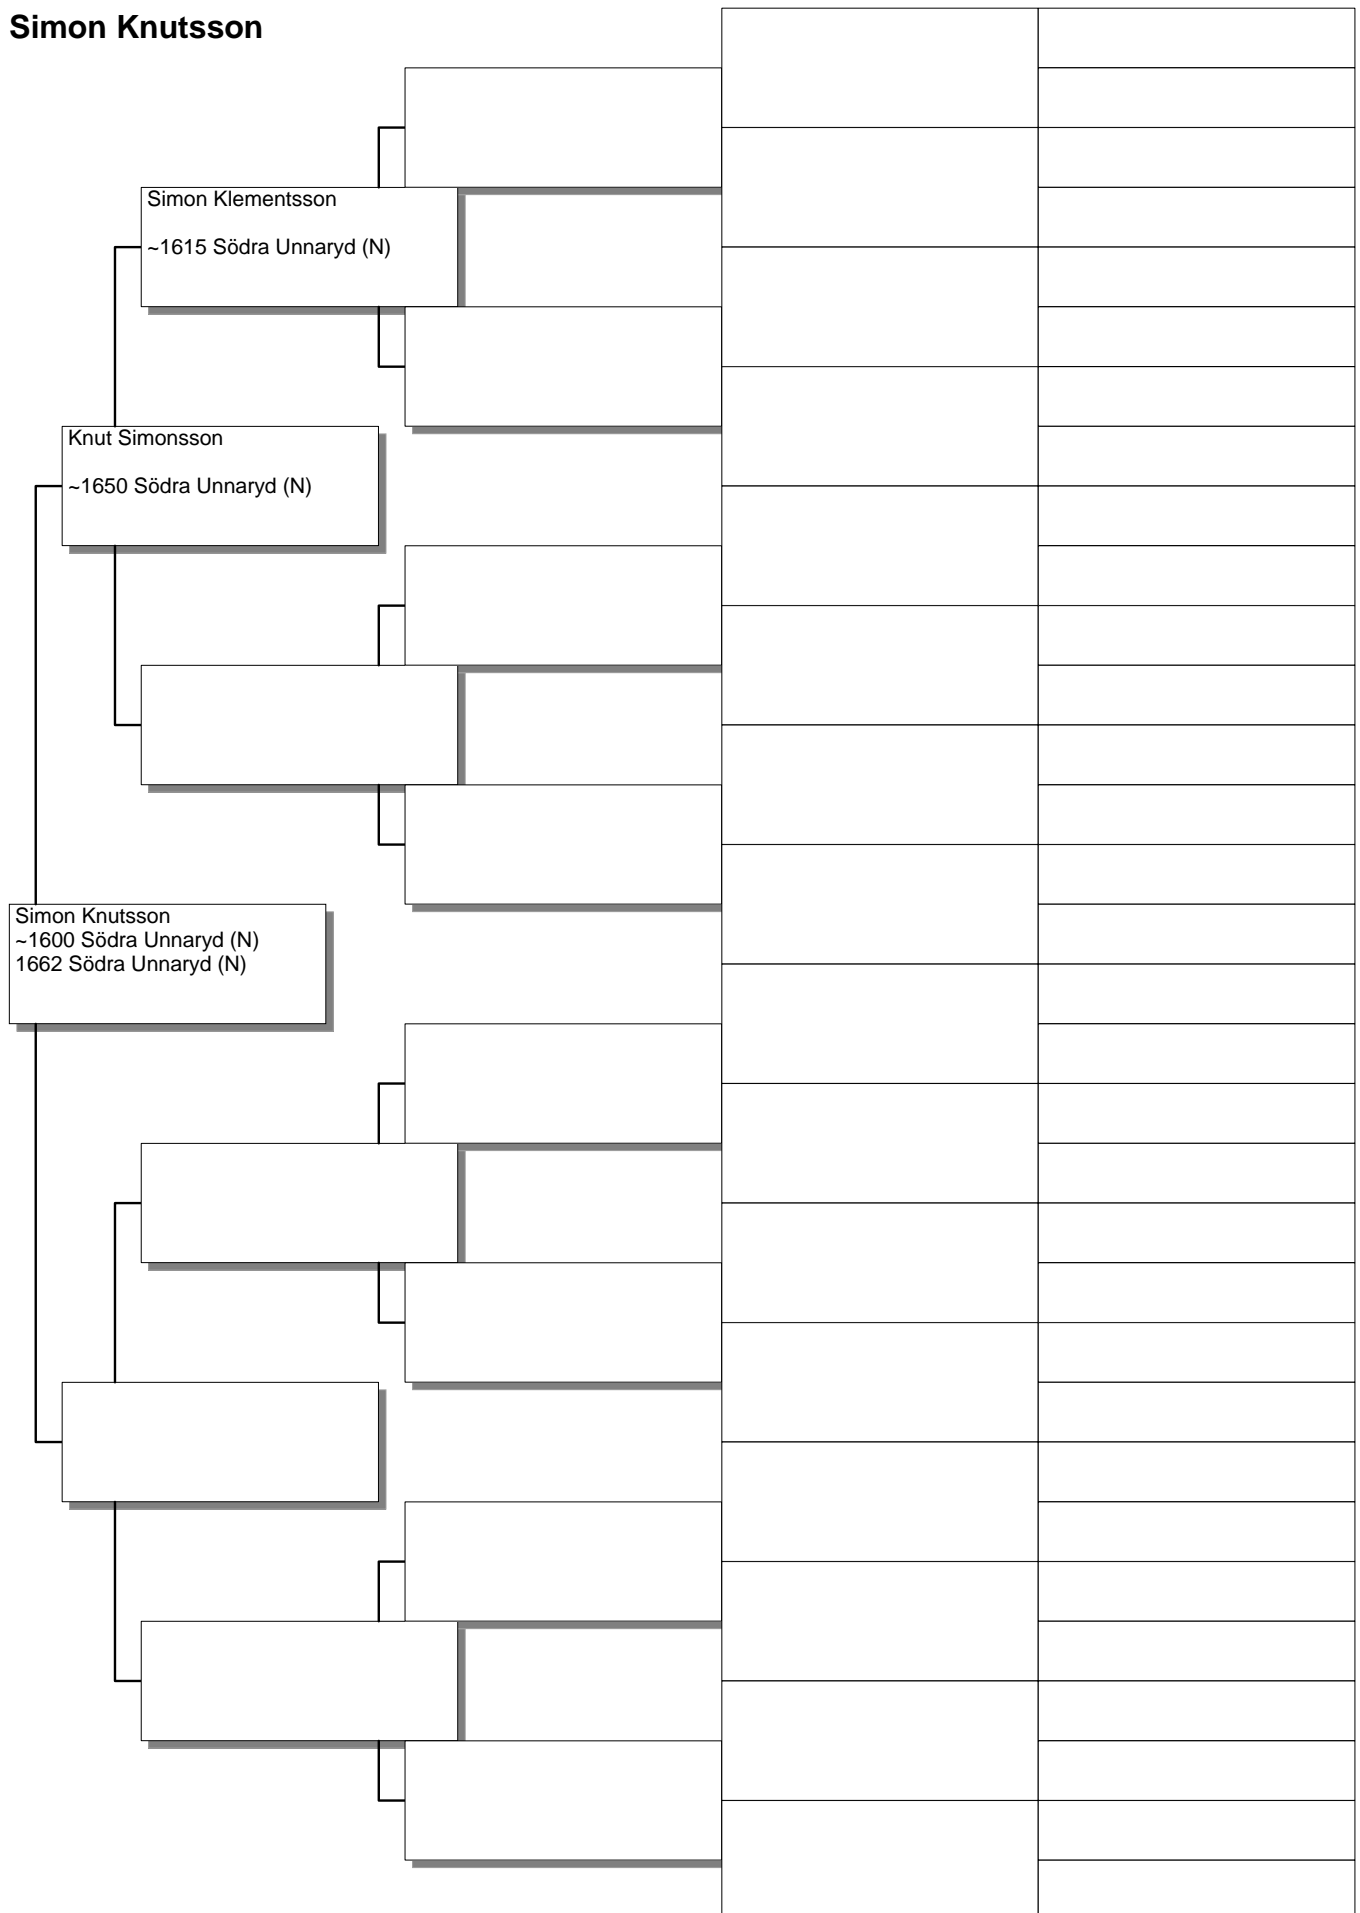 Simon Knutsson
Simon Klementsson
~1615 Södra Unnaryd (N)
Knut Simonsson
~1650 Södra Unnaryd (N)
Simon Knutsson
~1600 Södra Unnaryd (N)
1662 Södra Unnaryd (N)